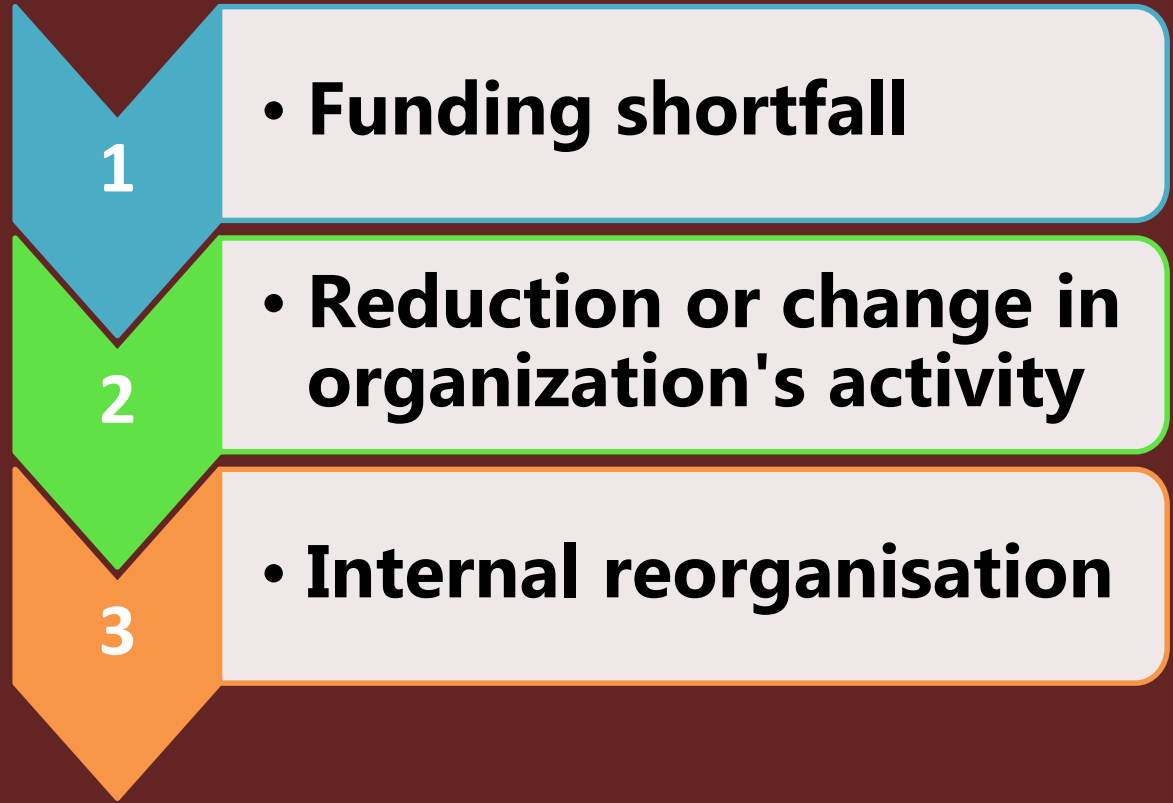 1
• Funding shortfall
2
• Reduction or change in
organization's activity
3
• Internal reorganisation